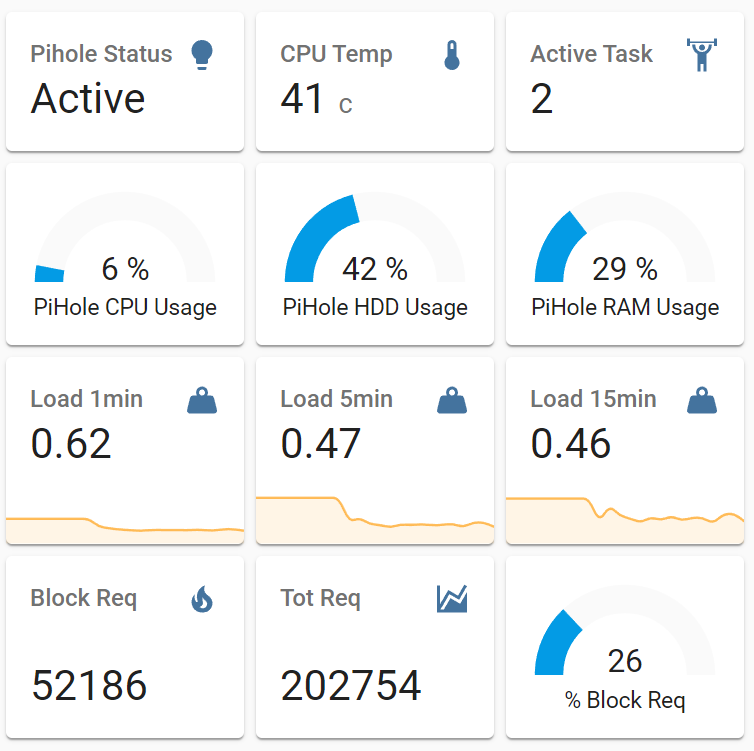 Pihole Status
Active
CPU Temp
41 c
Active Task
2
6 %
PiHole CPU Usage
42 %
PiHole HDD Usage
29 %
PiHole RAM Usage
Load 1min
0.62
Load 5min
0.47
Load 15min
0.46
Block Req
52186
Tot Req
202754
26
% Block Req